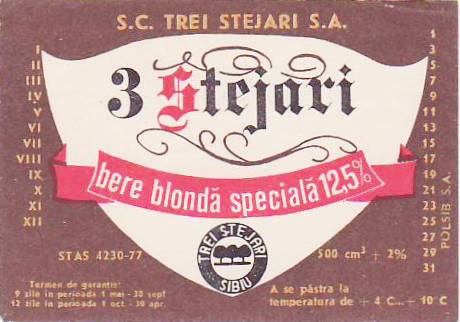 S.C. TREI STEJARI S.A.
3 Stejari
bere blondă specială 12,5%
I
II
III
IV
V
VI
VII
VIII
IX
X
XI
XII
1
3
5
7
9
11
13
15
17
19
21
23
25
27
29
31
POLSIB S.A.
STAS 4230-77
500 cm³ + 2%
TREI STEJARI
SIBIU
Termen de garantie:
9 zile in perioada 1 mai - 30 sept
12 zile in perioada 1 oct - 30 apr.
A se păstra la
temperatura de + 4 C...+ 10°C